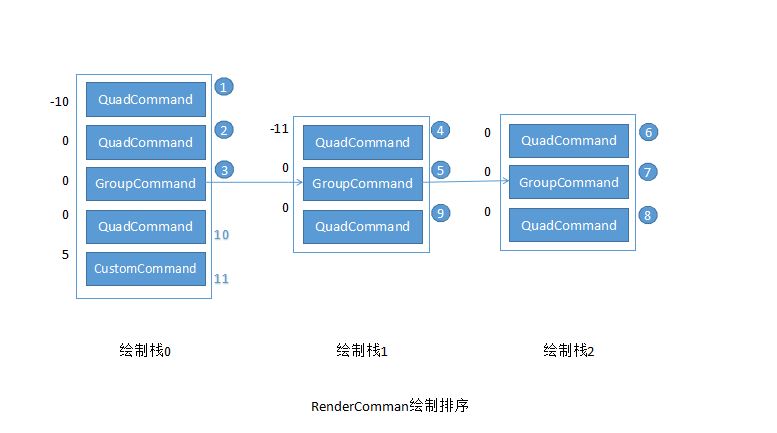 -10 QuadCommand 1
0 QuadCommand 2
0 GroupCommand 3
0 QuadCommand 10
5 CustomCommand 11
-11 QuadCommand 4
0 GroupCommand 5
0 QuadCommand 9
0 QuadCommand 6
0 GroupCommand 7
0 QuadCommand 8
绘制栈0
绘制栈1
绘制栈2
RenderComman绘制排序